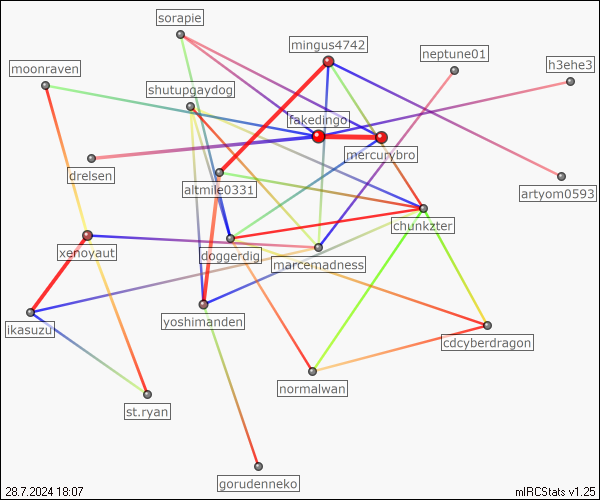 sorapie
mingus4742
neptune01
h3ehe3
moonraven
shutupgaydog
fakedingo
mercurybro
drelsen
altmile0331
artyom0593
chunkzter
xenoyaut
doggerdig
marcemadness
ikasuzu
yoshimanden
cdcyberdragon
normalwan
st.ryan
gorudenneko
28.7.2024 18:07
mIRCStats v1.25